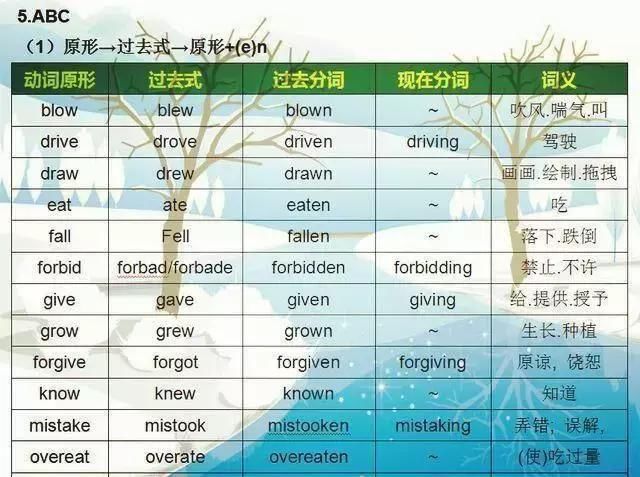 5.ABC
（1）原形→过去式→原形+(e)n
动词原形 过去式 过去分词 现在分词 词义
blow blew blown ~ 吹风.喘气.叫
drive drove driven driving 驾驶
draw drew drawn ~ 画画.绘制.拖拽
eat ate eaten ~ 吃
fall Fell fallen ~ 落下.跌倒
forbid forbad/forbade forbidden forbidding 禁止.不许
give gave given giving 给.提供.授予
grow grew grown ~ 生长.种植
forgive forgot forgiven forgiving 原谅，饶恕
know knew known ~ 知道
mistake mistook mistooken mistaking 弄错；误解,
overeat overate overeaten ~ (使)吃过量